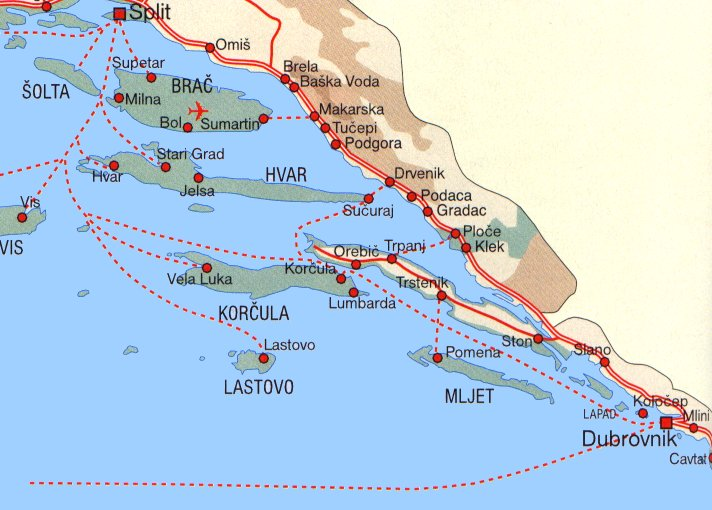 Split
Omiš
Supetar
ŠOLTA
BRAČ
Brela
Baška Voda
Milna
Makarska
Bol
Sumartin
Tučepi
Podgora
Stari Grad
Hvar
Jelsa
HVAR
Drvenik
Sućuraj
Podaca
Gradac
Vis
VIS
Ploče
Klek
Orebič
Trpanj
Vela Luka
Korčula
Trstenik
KORČULA
Lumbarda
Lastovo
LASTOVO
Pomena
Ston
Slano
MLJET
LAPAD
Koločep
Mlini
Dubrovnik
Cavtat